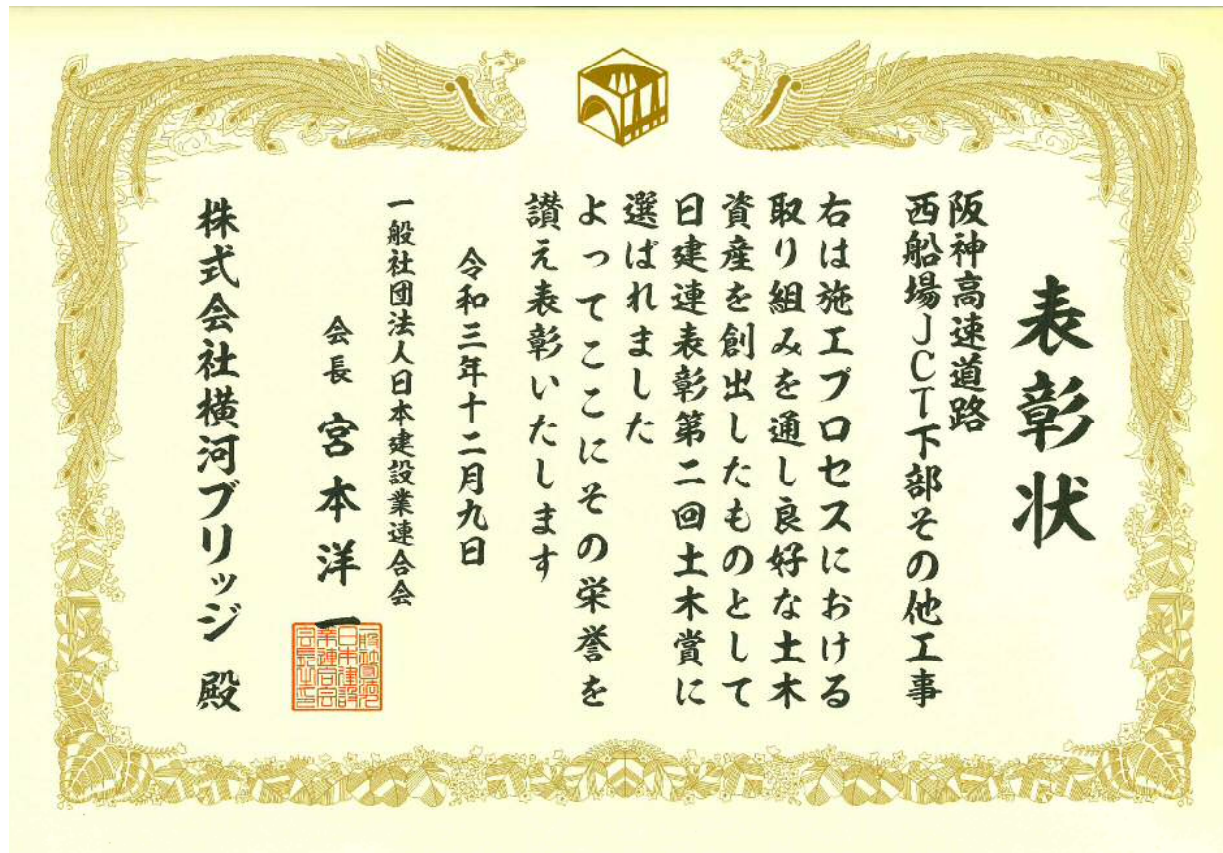 表彰状
阪神高速道路
西船場JCT下部その他工事
右は施工プロセスにおける
取り組みを通し良好な土木
資産を創出したものとして
日建連表彰第二回土木賞に
選ばれました
よってここにその栄誉を
讃え表彰いたします
令和三年十二月九日
一般社団法人日本建設業連合会
会長 宮本洋一
株式会社横河ブリッジ 殿